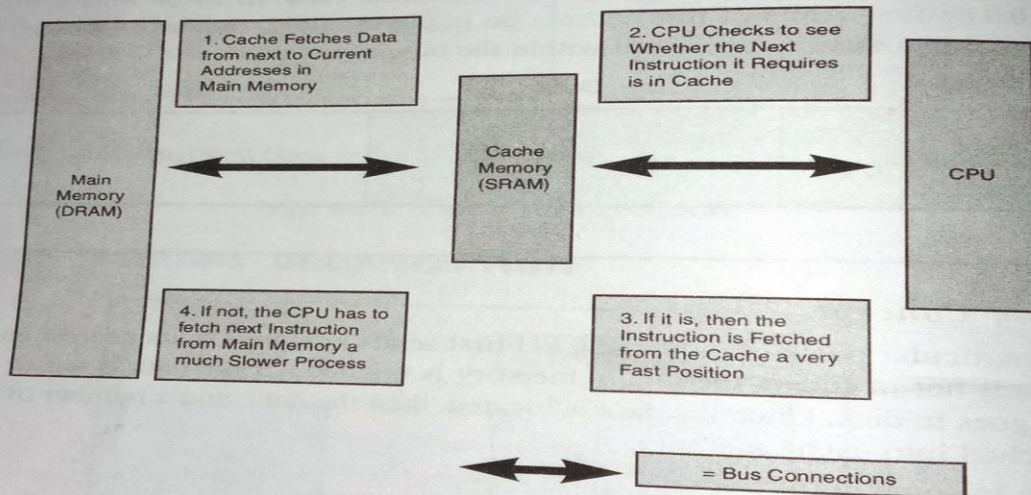 1. Cache Fetches Data
from next to Current
Addresses in
Main Memory
2. CPU Checks to see
Whether the Next
Instruction it Requires
is in Cache
Main
Memory
(DRAM)
Cache
Memory
(SRAM)
CPU
4. If not, the CPU has to
fetch next Instruction
from Main Memory a
much Slower Process
3. If it is, then the
Instruction is Fetched
from the Cache a very
Fast Position
= Bus Connections